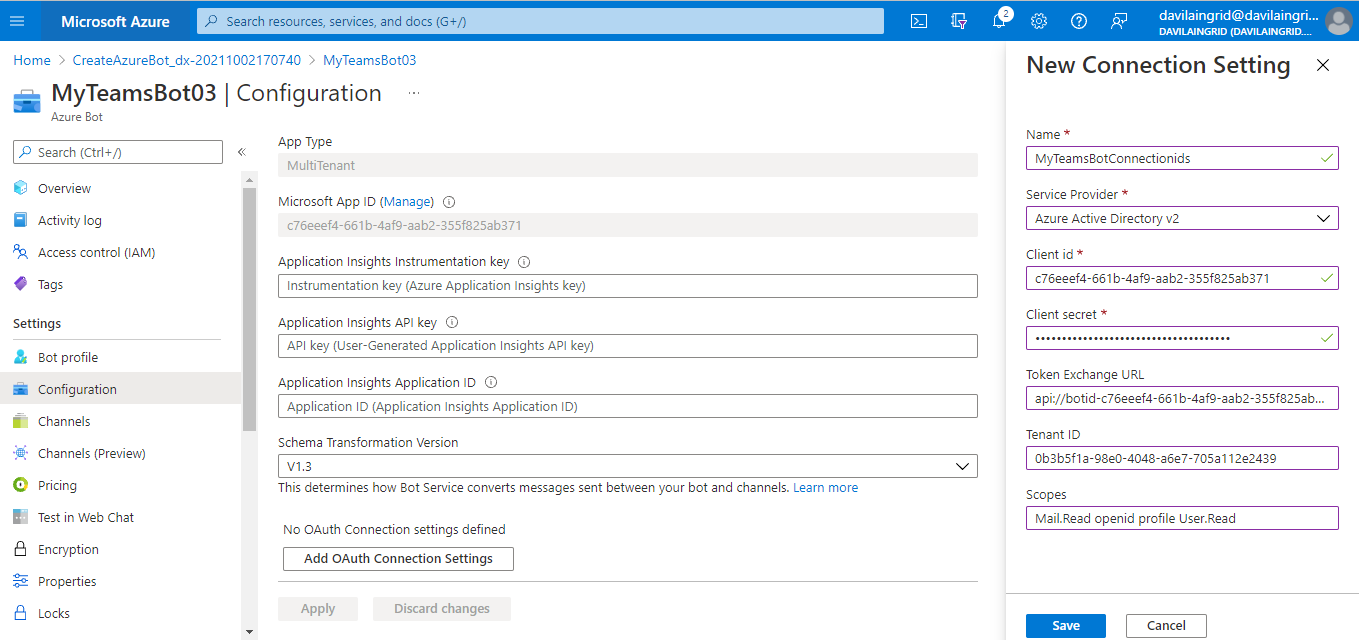 Microsoft Azure
Search resources, services, and docs (G+/)
2
davilaingrid@davilaingri...
DAVILAINGRID (DAVILAINGRID....
Home > CreateAzureBot_dx-20211002170740 > MyTeamsBot03
MyTeamsBot03 | Configuration ...
Azure Bot
Search (Ctrl+/)
«
Overview
Activity log
Access control (IAM)
Tags
Settings
Bot profile
Configuration
Channels
Channels (Preview)
Pricing
Test in Web Chat
Encryption
Properties
Locks
App Type
MultiTenant
Microsoft App ID (Manage)
c76eeef4-661b-4af9-aab2-355f825ab371
Application Insights Instrumentation key
Instrumentation key (Azure Application Insights key)
Application Insights API key
API key (User-Generated Application Insights API key)
Application Insights Application ID
Application ID (Application Insights Application ID)
Schema Transformation Version
V1.3
This determines how Bot Service converts messages sent between your bot and channels. Learn more
No OAuth Connection settings defined
Add OAuth Connection Settings
Apply
Discard changes
New Connection Setting
Name *
MyTeamsBotConnectionids
Service Provider *
Azure Active Directory v2
Client id *
c76eeef4-661b-4af9-aab2-355f825ab371
Client secret *
Token Exchange URL
api://botid-c76eeef4-661b-4af9-aab2-355f825ab...
Tenant ID
0b3b5f1a-98e0-4048-a6e7-705a112e2439
Scopes
Mail.Read openid profile User.Read
Save
Cancel